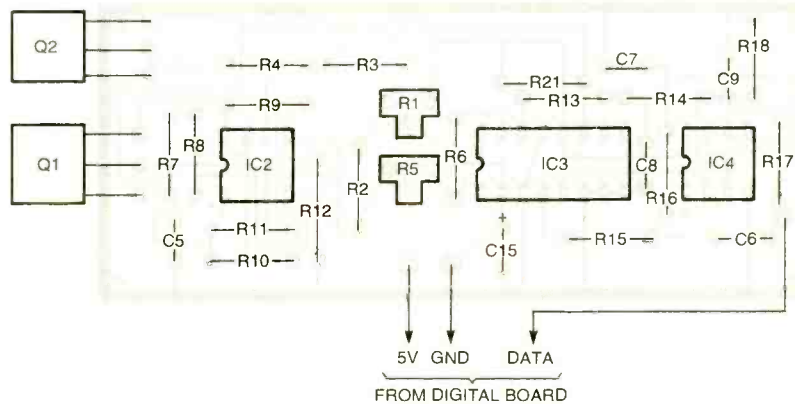 Q2
R4
R3
C7
R18
R21
C9
R9
R1
R13
R14
Q1
R7
R8
IC2
R12
R2
R5
R6
IC3
C8
R16
IC4
R17
R11
C5
R10
+
C15
R15
C6
5V GND DATA
FROM DIGITAL BOARD